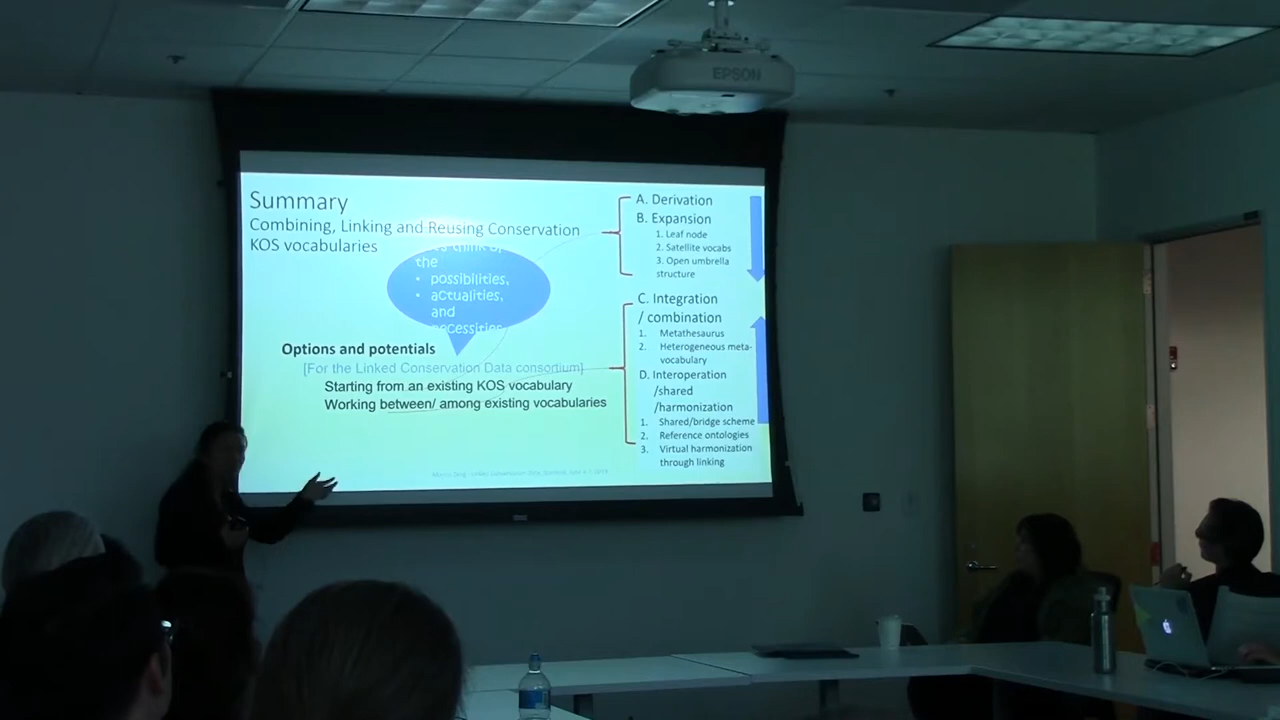 EPSON
Summary
Combining, Linking and Reusing Conservation
KOS vocabularies
the
• possibilities,
• actualities,
and
necessities
Options and potentials
[For the Linked Conservation Data consortium]
Starting from an existing KOS vocabulary
Working between/ among existing vocabularies
A. Derivation
B. Expansion
1. Leaf node
2. Satellite vocabs
3. Open umbrella
structure
C. Integration
/ combination
1. Metathesaurus
2. Heterogeneous meta-
vocabulary
D. Interoperation
/shared
/harmonization
1. Shared/bridge scheme
2. Reference ontologies
3. Virtual harmonization
through linking